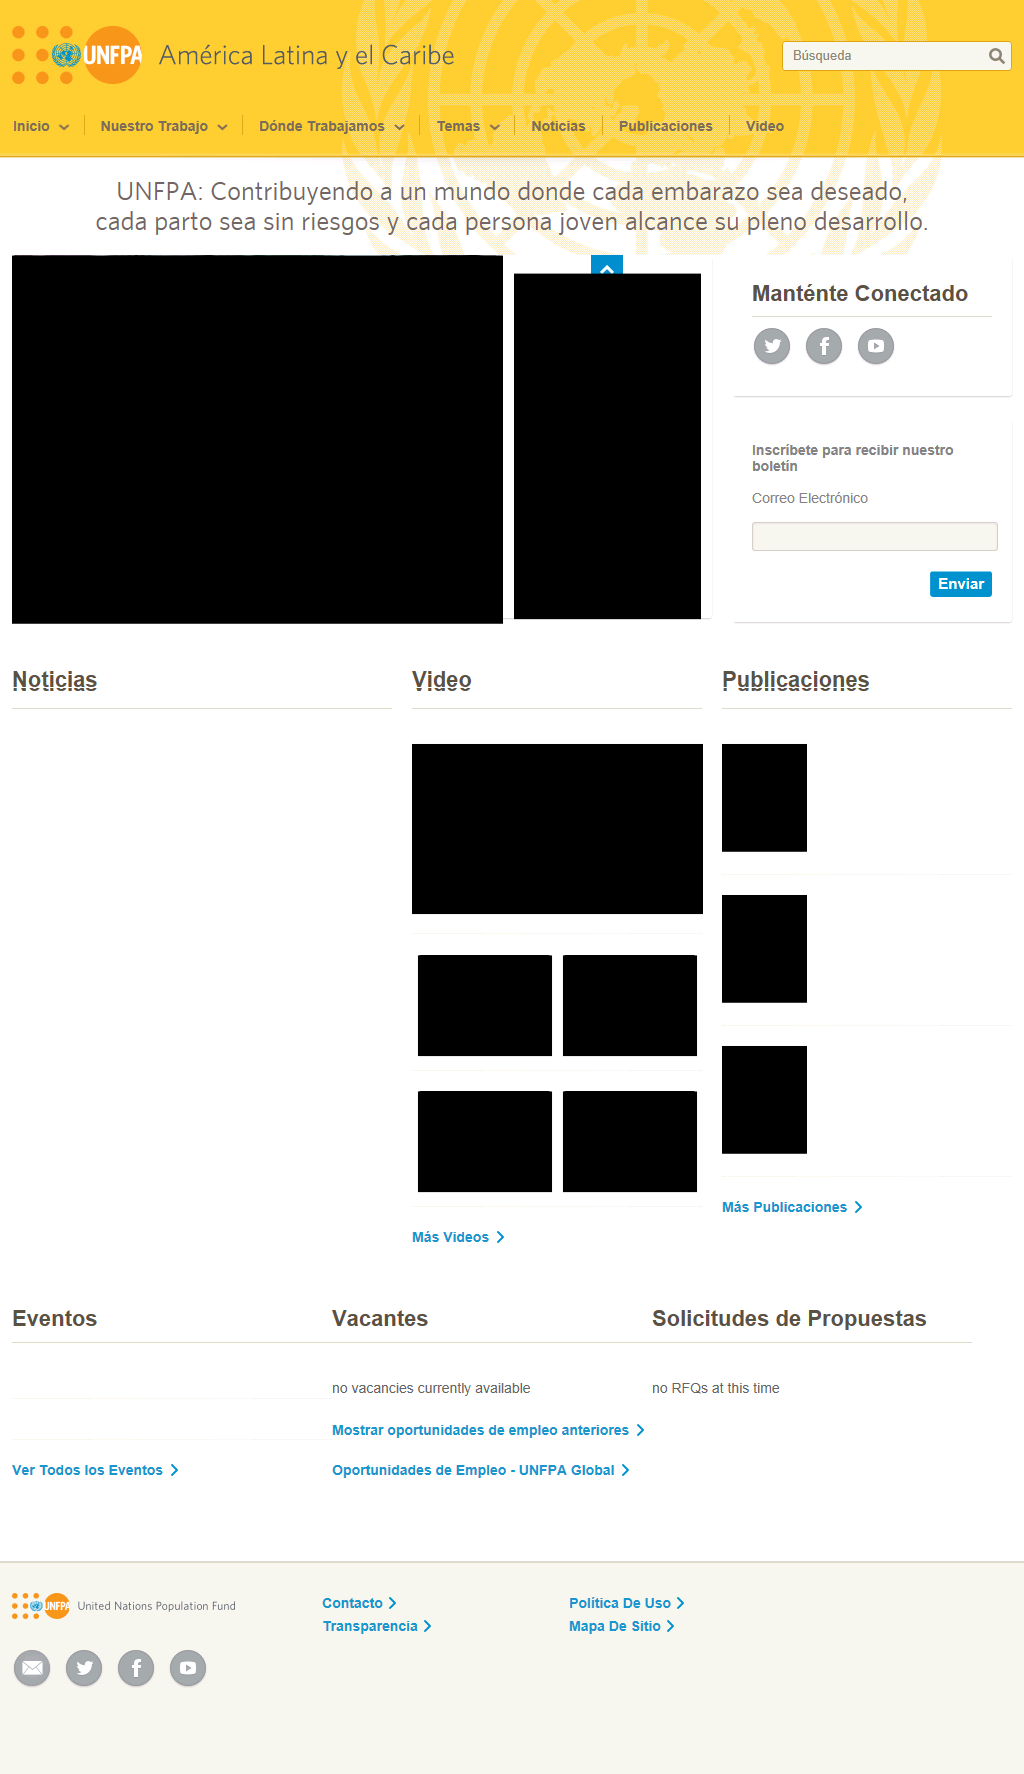 UNFPA América Latina y el Caribe
Búsqueda
Inicio
Nuestro Trabajo
Dónde Trabajamos
Temas
Noticias
Publicaciones
Video
UNFPA: Contribuyendo a un mundo donde cada embarazo sea deseado,
cada parto sea sin riesgos y cada persona joven alcance su pleno desarrollo.
Manténte Conectado
Inscríbete para recibir nuestro
boletín
Correo Electrónico
Enviar
Noticias
Video
Publicaciones
Más Publicaciones
Más Videos
Eventos
Vacantes
Solicitudes de Propuestas
no vacancies currently available
no RFQs at this time
Mostrar oportunidades de empleo anteriores
Ver Todos los Eventos
Oportunidades de Empleo - UNFPA Global
UNFPA United Nations Population Fund
Contacto
Política De Uso
Transparencia
Mapa De Sitio